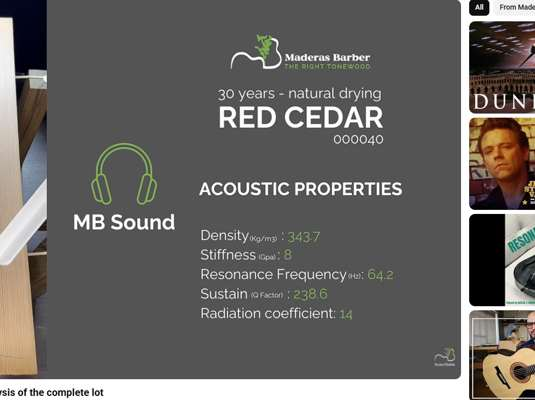 Maderas Barber
THE RIGHT TONEWOOD
30 years - natural drying
RED CEDAR
000040
MB Sound
ACOUSTIC PROPERTIES
Density (Kg/m3) : 343.7
Stiffness (Gpa) : 8
Resonance Frequency (Hz): 64.2
Sustain (Q Factor) : 238.6
Radiation coefficient: 14
ysis of the complete lot
All
From Made
DUN
RESON